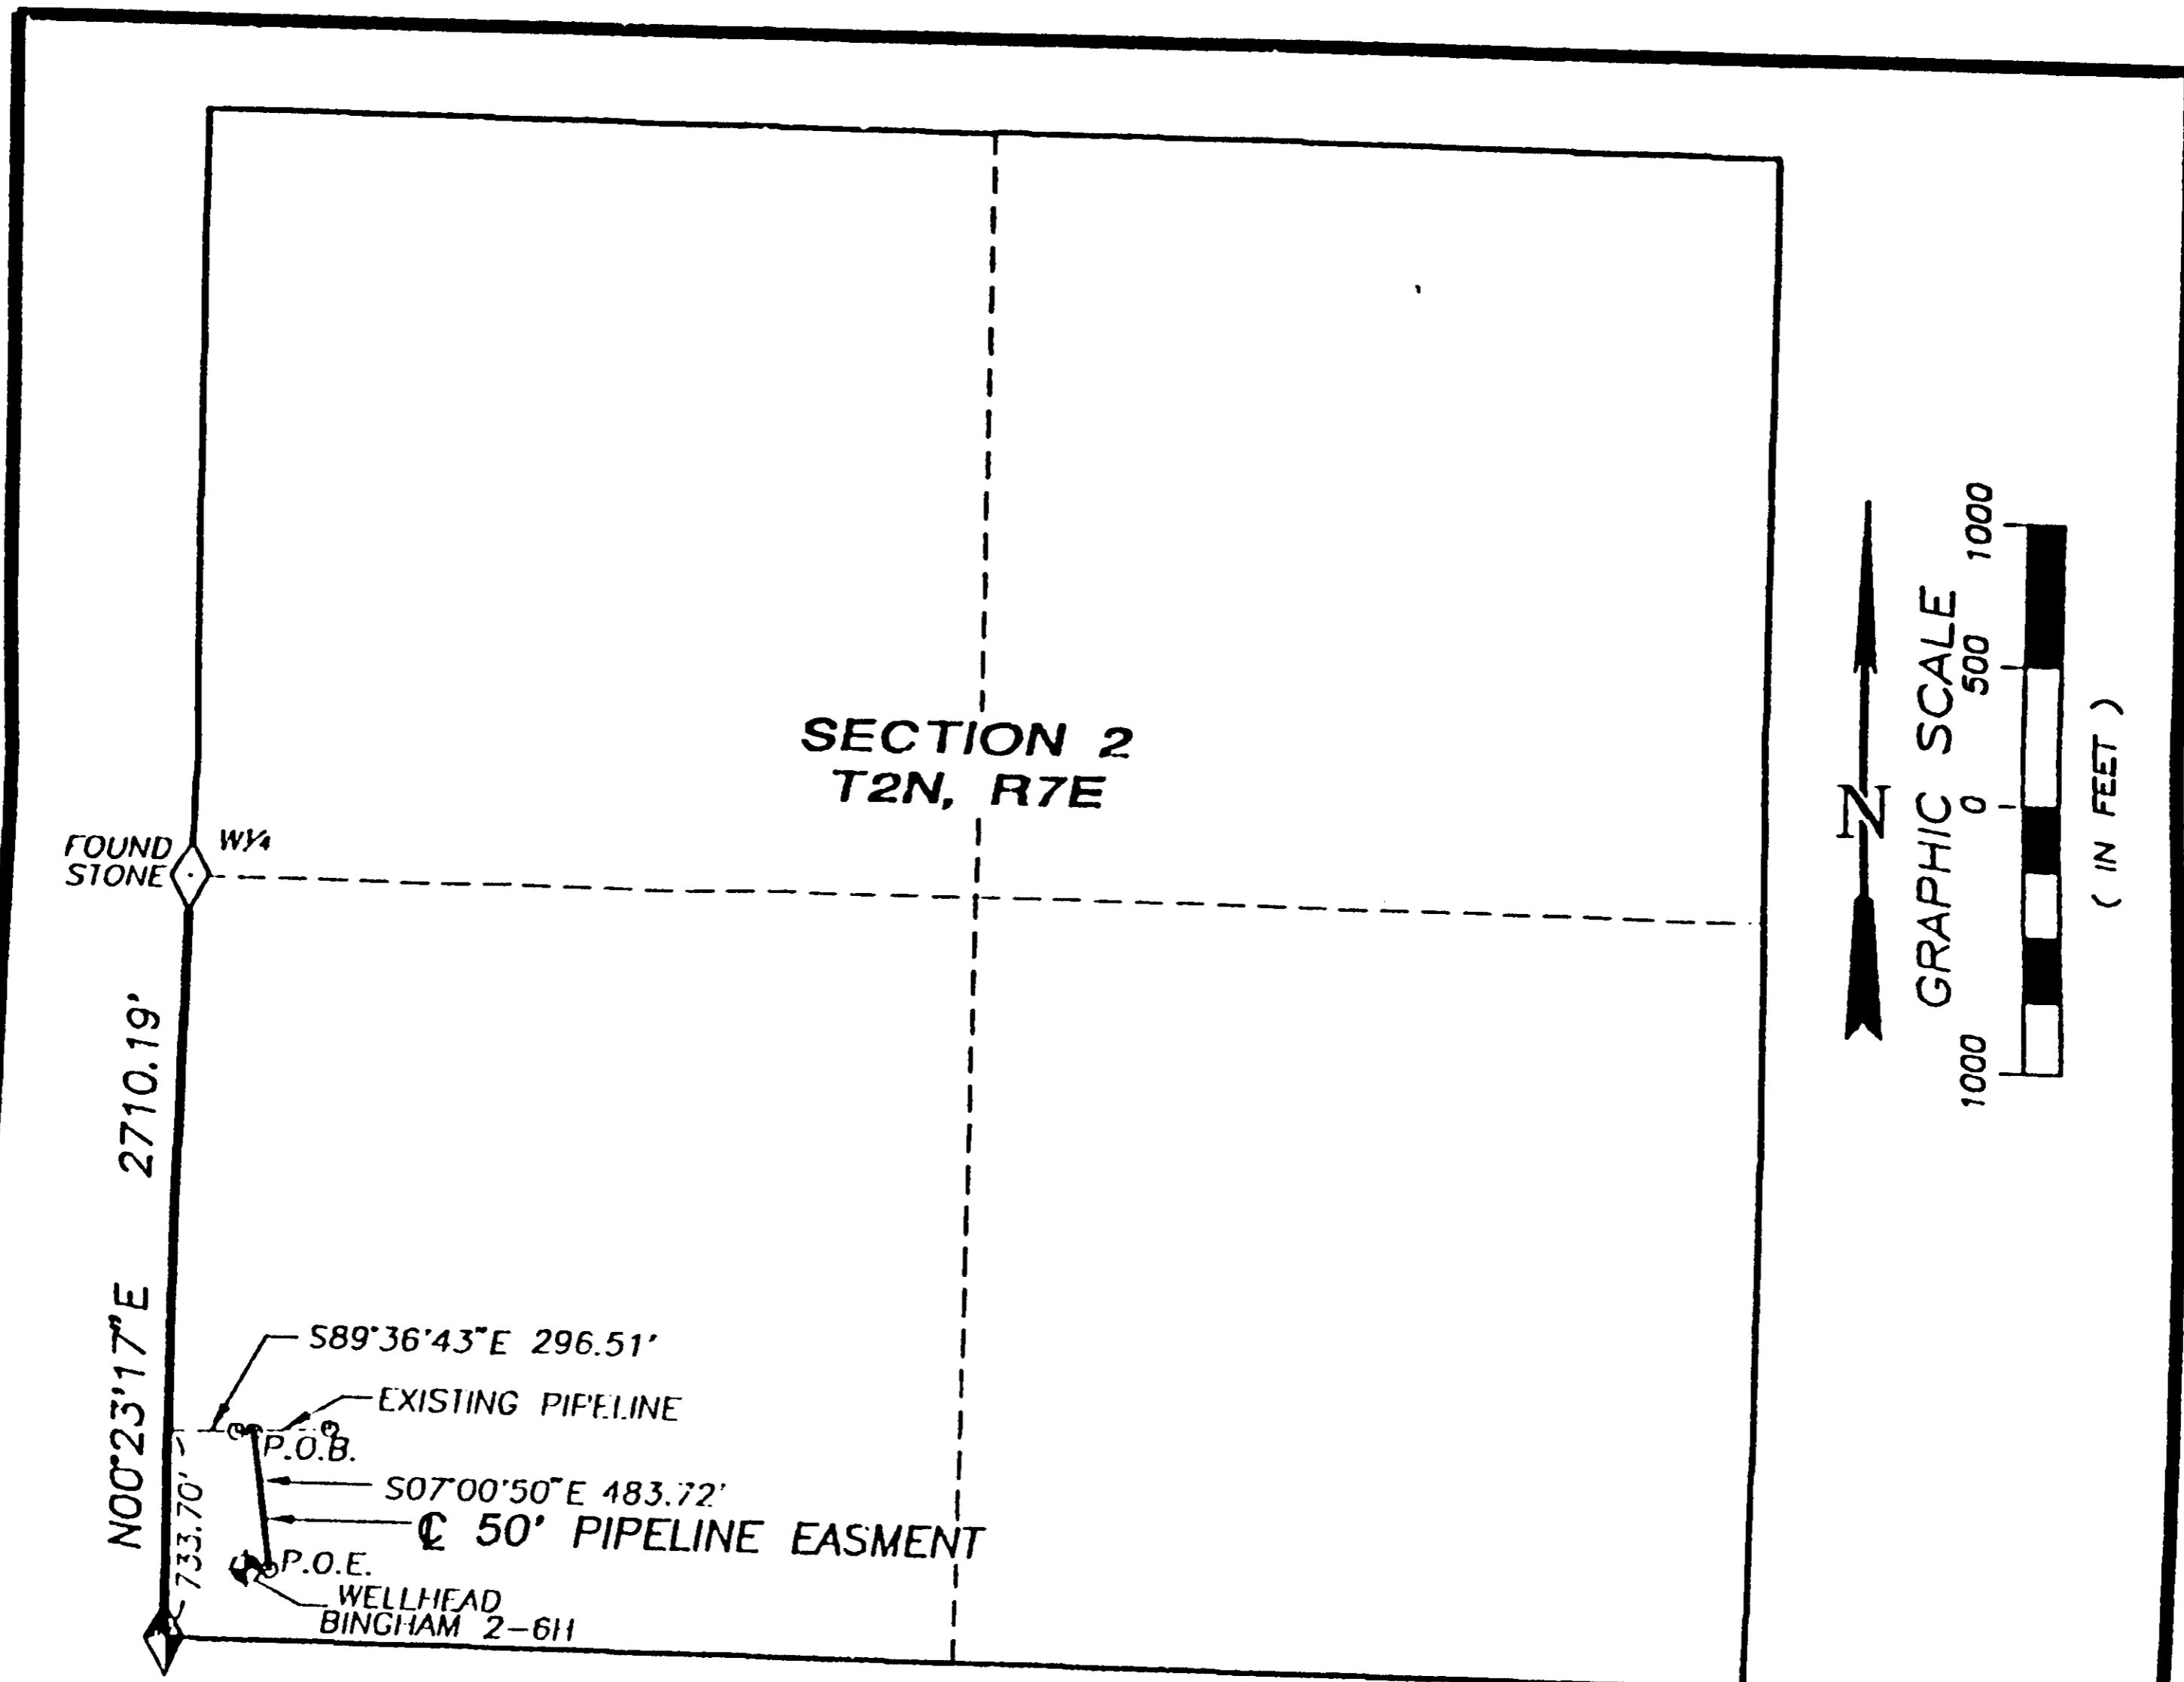 SECTION 2
T2N, R7E
FOUND
STONE
W1/4
N
GRAPHIC SCALE
1000
500
0
1000
( IN FEET )
N00°23'17"E 2710.19'
S89°36'43"E 296.51'
EXISTING PIPELINE
P.O.B.
S07°00'50"E 483.72'
℄ 50' PIPELINE EASMENT
733.70'
P.O.E.
WELLHEAD
BINGHAM 2-6H